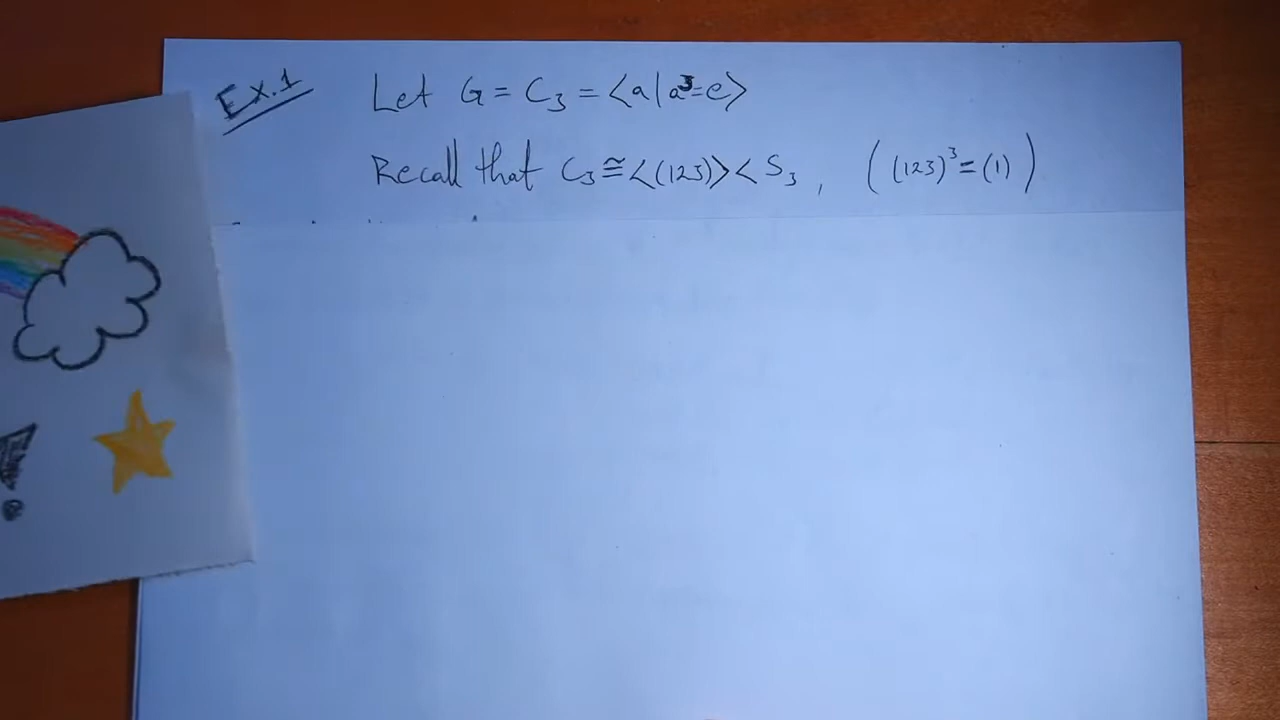 Ex.1 Let G = C₃ = <a|a³=e>
Recall that C₃ ≅ <(123)> < S₃ , ( (123)³ = (1) )
!